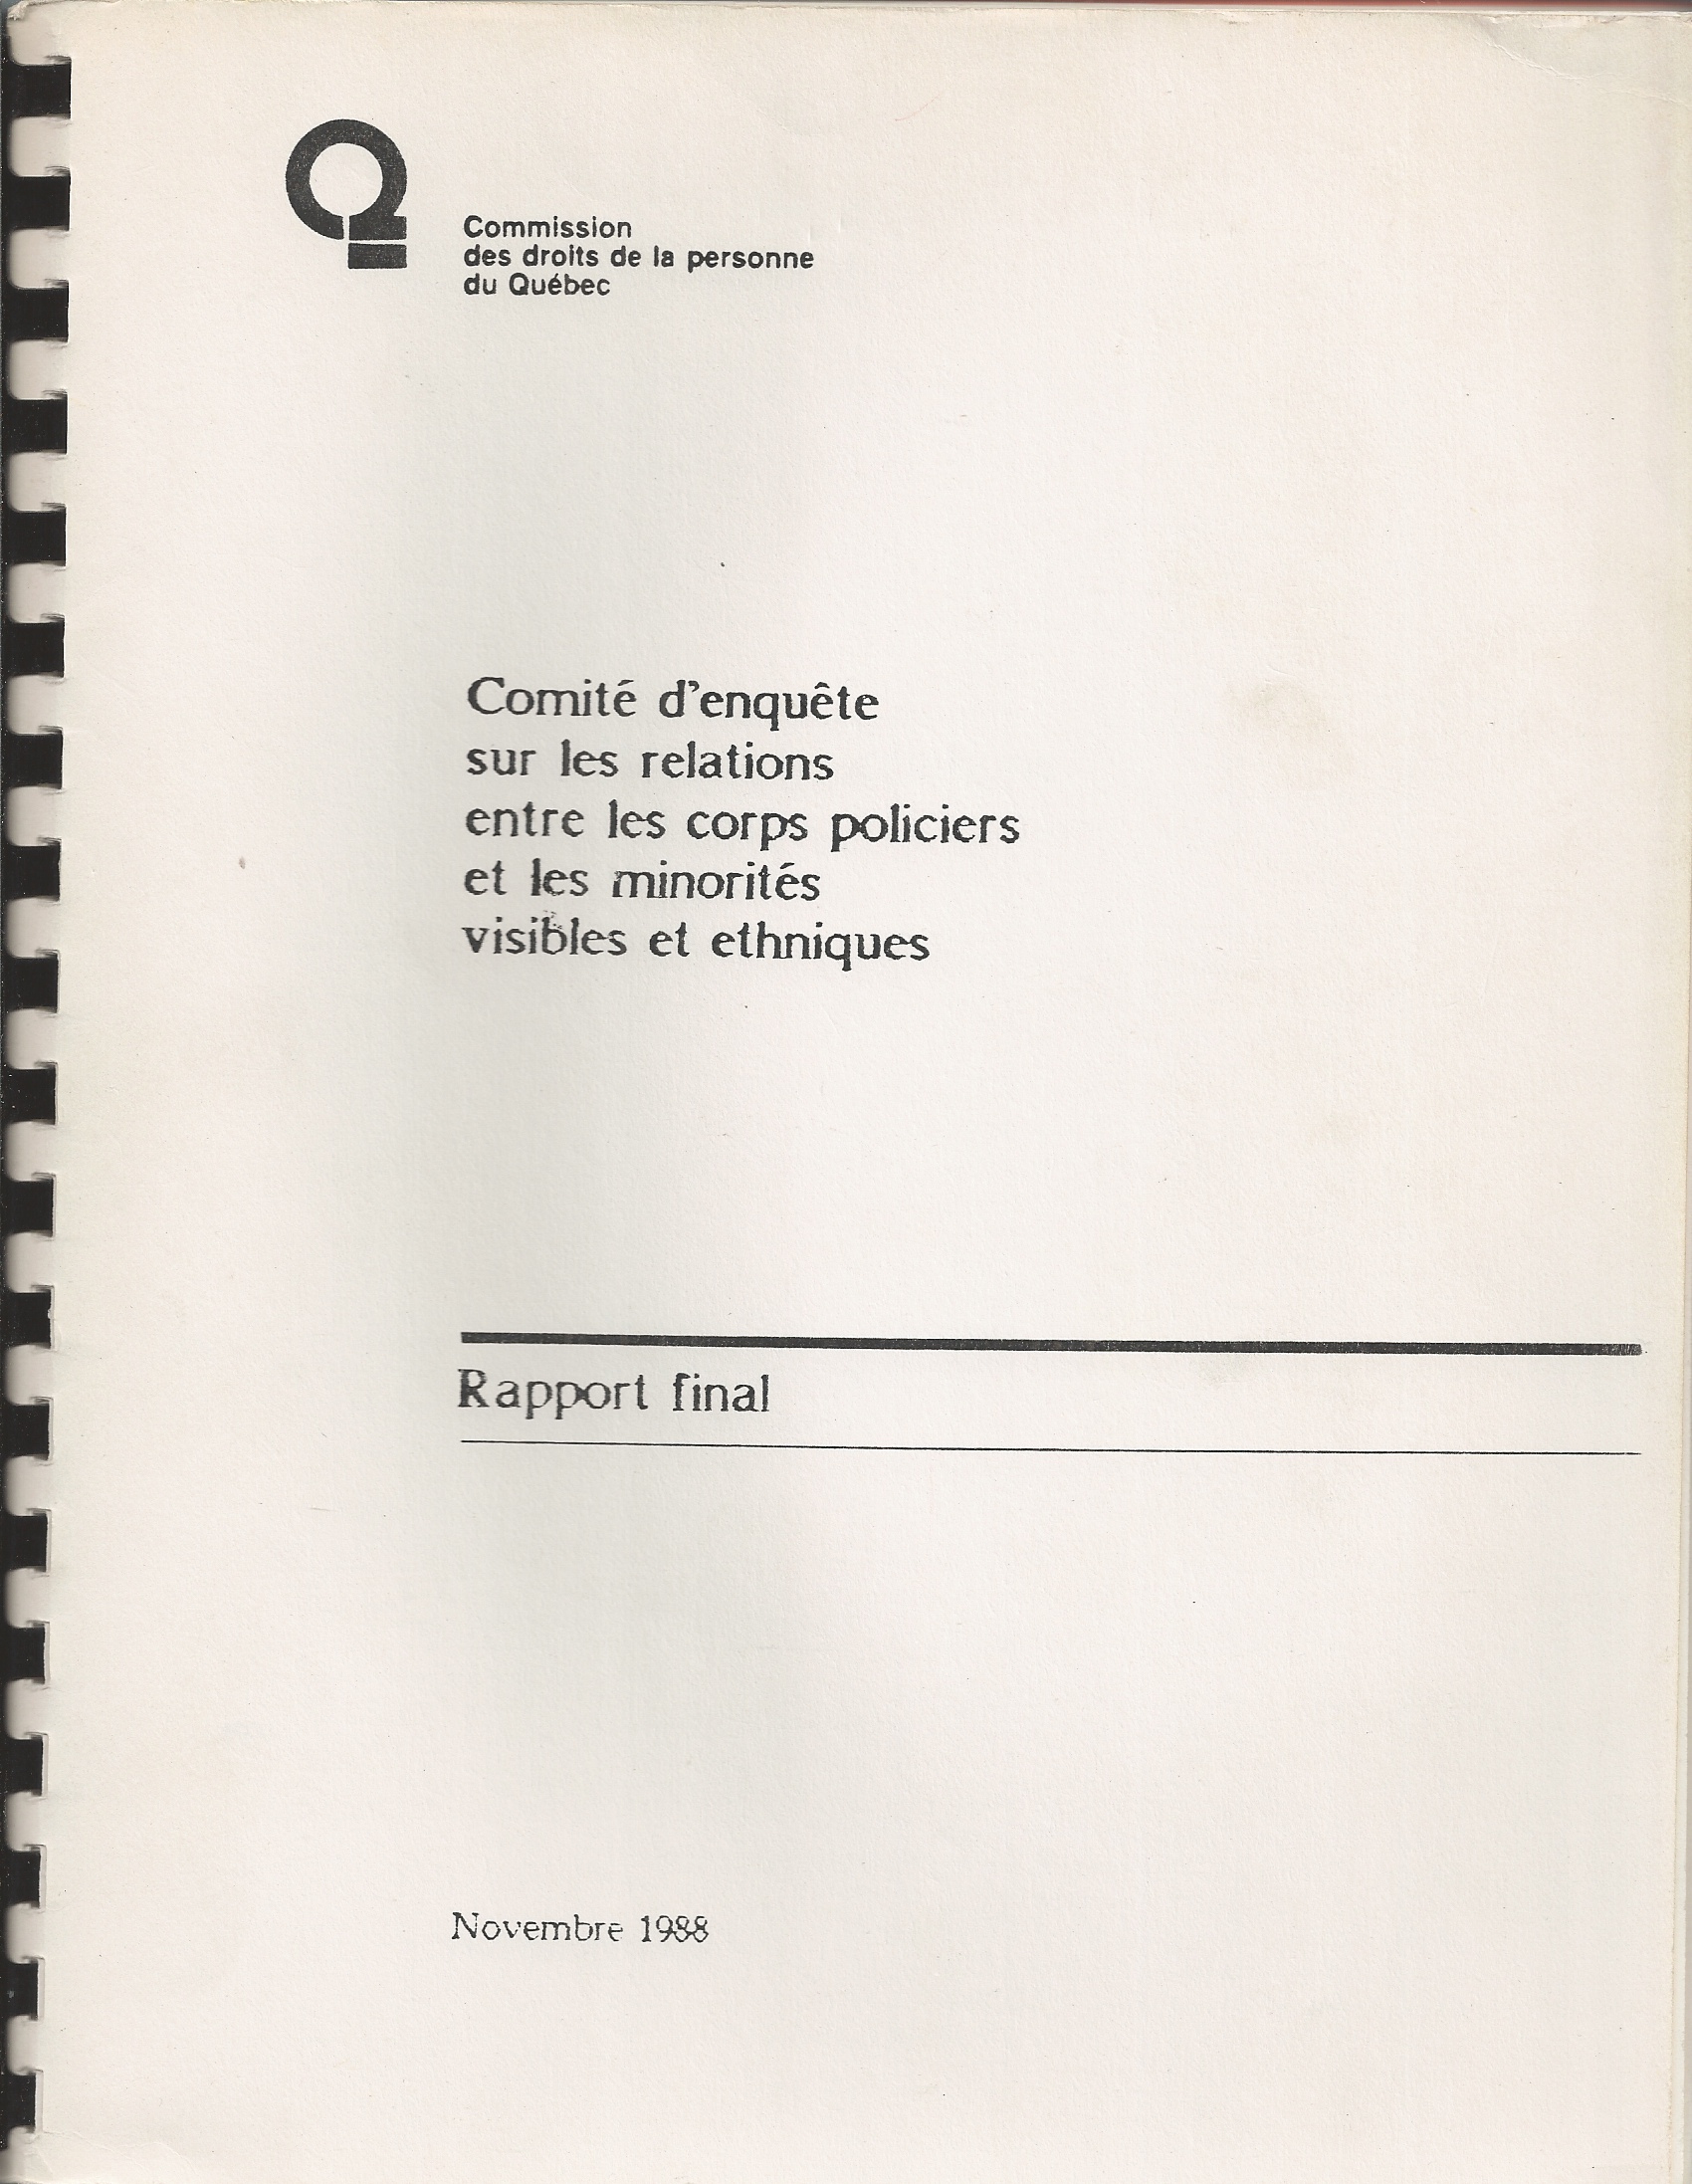 Commission
des droits de la personne
du Québec
Comité d'enquête
sur les relations
entre les corps policiers
et les minorités
visibles et ethniques
Rapport final
Novembre 1988